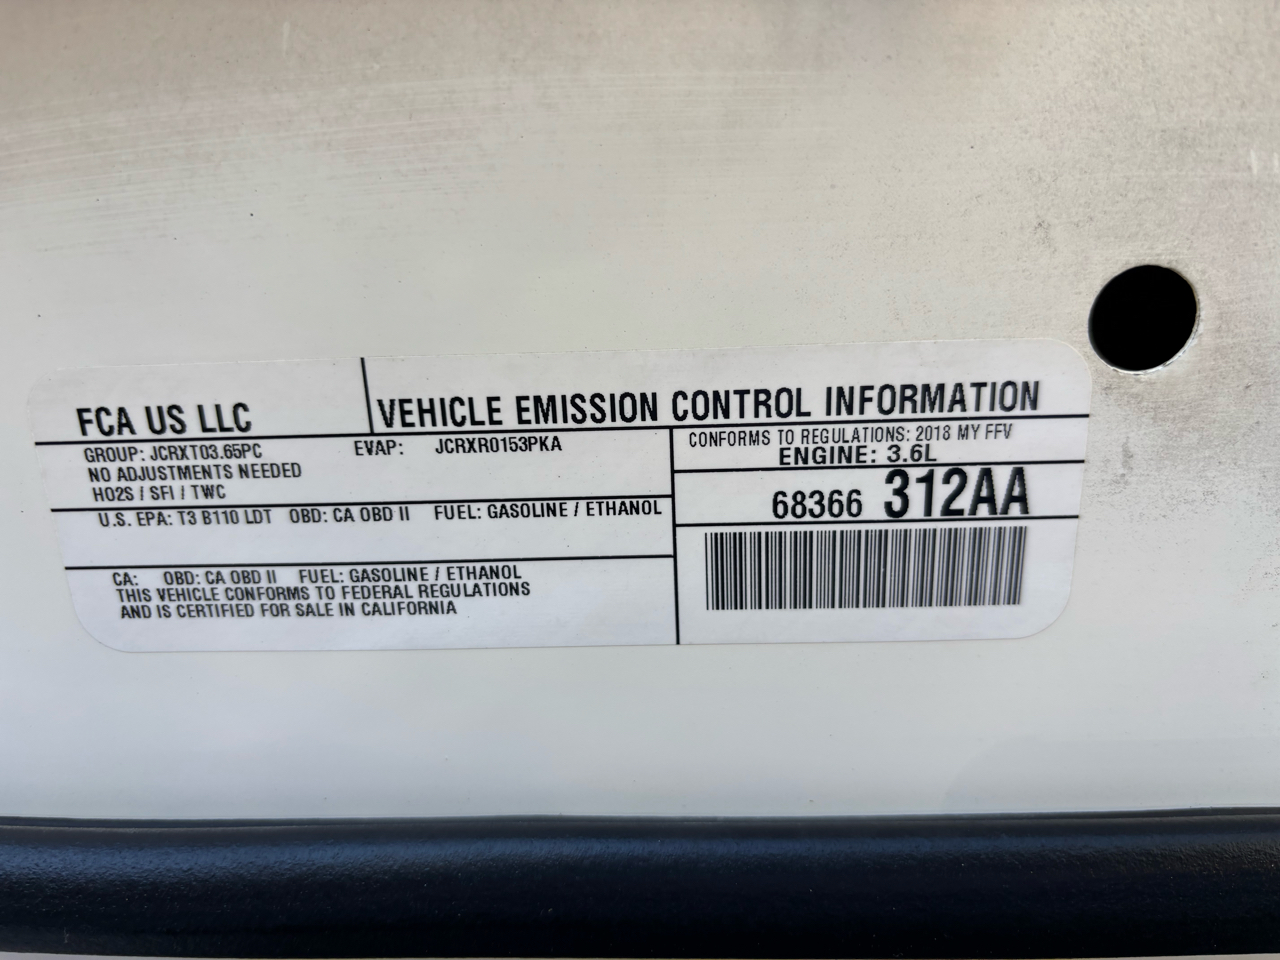 FCA US LLC
VEHICLE EMISSION CONTROL INFORMATION
GROUP: JCRXT03.65PC EVAP: JCRXR0153PKA
NO ADJUSTMENTS NEEDED
HO2S / SFI / TWC
U.S. EPA: T3 B110 LDT OBD: CA OBD II FUEL: GASOLINE / ETHANOL
CA: OBD: CA OBD II FUEL: GASOLINE / ETHANOL
THIS VEHICLE CONFORMS TO FEDERAL REGULATIONS
AND IS CERTIFIED FOR SALE IN CALIFORNIA
CONFORMS TO REGULATIONS: 2018 MY FFV
ENGINE: 3.6L
68366 312AA